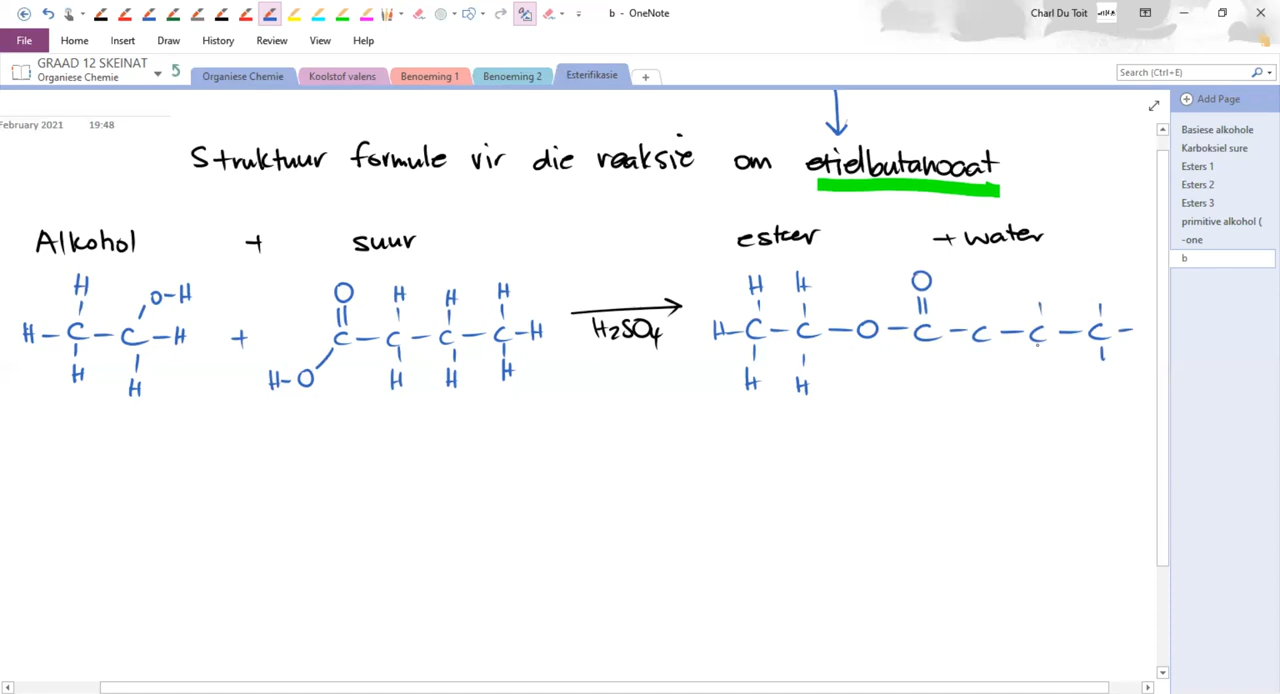 b - OneNote
Charl Du Toit
File Home Insert Draw History Review View Help
GRAAD 12 SKEINAT
Organiese Chemie
Organiese Chemie Koolstof valens Benoeming 1 Benoeming 2 Esterifikasie +
Search (Ctrl+E)
Add Page
February 2021 19:48
Basiese alkohole
Karboksiel sure
Esters 1
Esters 2
Esters 3
primitive alkohol (
-one
b
Struktuur formule vir die reaksie om etielbutanoaat
Alkohol + suur ester + water
H O-H O H H H H H O
H-C-C-H + C-C-C-C-H H₂SO₄ H-C-C-O-C-C-C-C-
H H H-O H H H H H